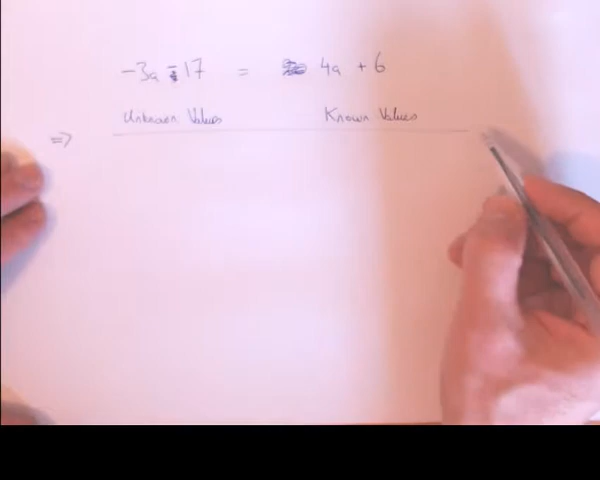 -3a - 17 = 4a + 6
Unknown Values Known Values
=>